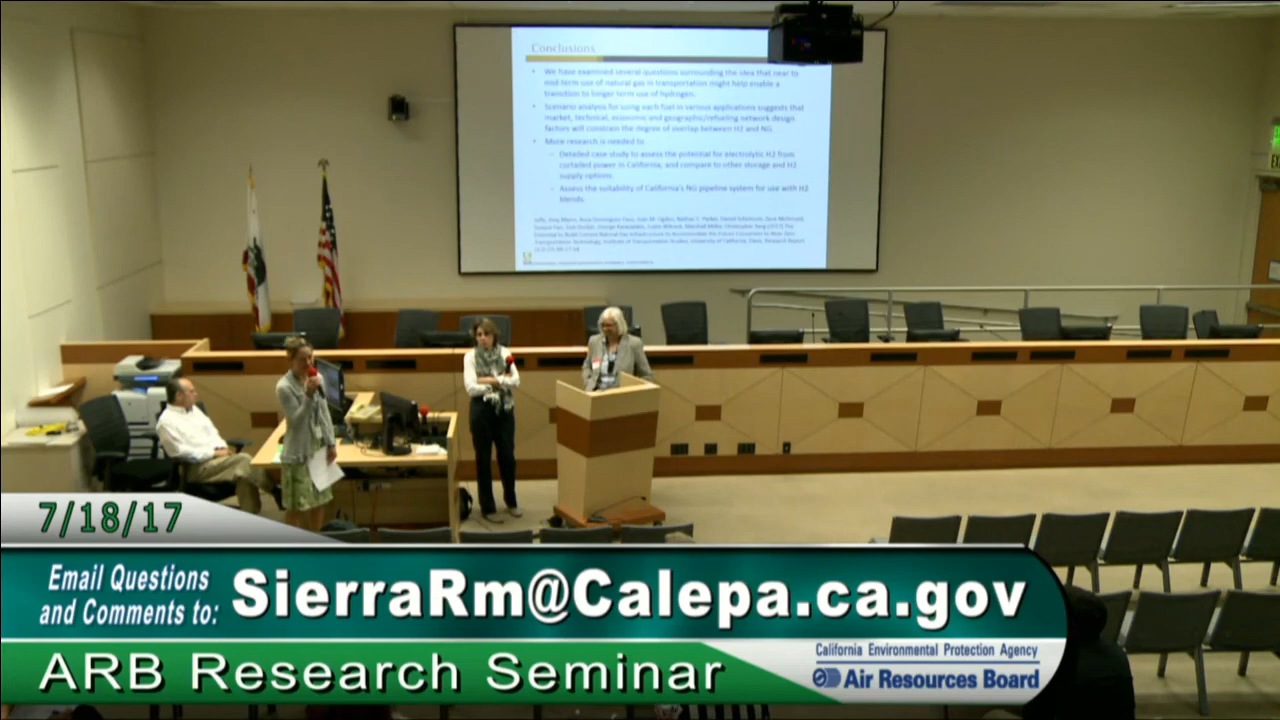 Conclusions
• We have examined several questions surrounding the idea that near to
mid-term use of natural gas in transportation might help enable a
transition to longer term use of hydrogen.
• Scenario analysis for using each fuel in various applications suggests that
market, technical, economic and geographic/refueling network design
factors will constrain the degree of overlap between H2 and NG.
• More research is needed to
– Detailed case study to assess the potential for electrolytic H2 from
curtailed power in California, and compare to other storage and H2
supply options.
– Assess the suitability of California's NG pipeline system for use with H2
blends.
7/18/17
Email Questions
and Comments to:
SierraRm@Calepa.ca.gov
ARB Research Seminar
California Environmental Protection Agency
Air Resources Board